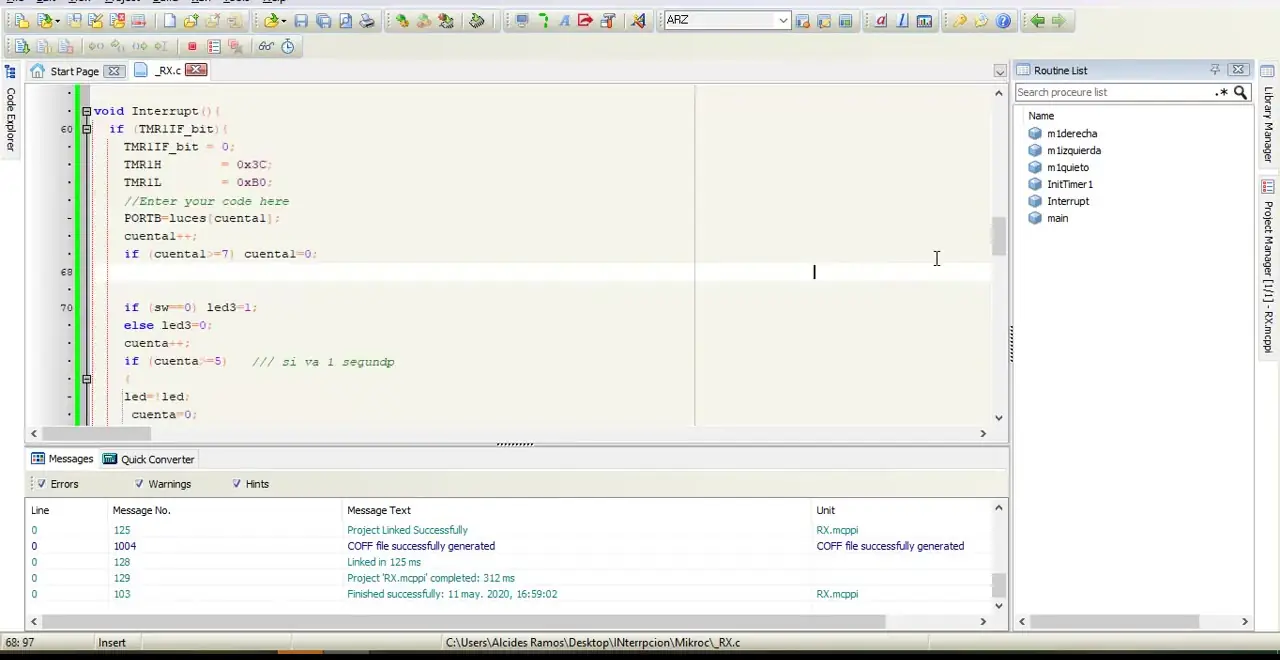 ARZ
Start Page
_RX.c
Routine List
Code Explorer
Search proceure list
.*
Library Manager
Project Manager [1/1] - RX.mcppi
Name
m1derecha
m1izquierda
m1quieto
InitTimer1
Interrupt
main
void Interrupt(){
60 if (TMR1IF_bit){
TMR1IF_bit = 0;
TMR1H = 0x3C;
TMR1L = 0xB0;
//Enter your code here
PORTB=luces[cuenta1];
cuenta1++;
if (cuenta1>=7) cuenta1=0;
68
70 if (sw==0) led3=1;
else led3=0;
cuenta++;
if (cuenta>=5) /// si va 1 segundp
{
led=!led;
cuenta=0;
Messages
Quick Converter
Errors Warnings Hints
Line Message No. Message Text Unit
0 125 Project Linked Successfully RX.mcppi
0 1004 COFF file successfully generated COFF file successfully generated
0 128 Linked in 125 ms
0 129 Project 'RX.mcppi' completed: 312 ms
0 103 Finished successfully: 11 may. 2020, 16:59:02 RX.mcppi
68: 97 Insert C:\Users\Alcides Ramos\Desktop\INterrpcion\Mikroc\_RX.c